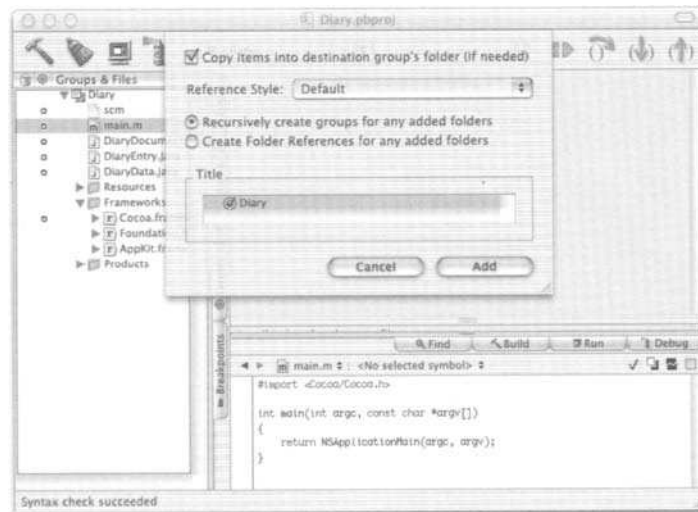 Diary.pbproj
Copy items into destination group's folder (if needed)
Reference Style: Default
Recursively create groups for any added folders
Create Folder References for any added folders
Title
Diary
Cancel
Add
Groups & Files
Diary
scm
main.m
DiaryDocum
DiaryEntry.ja
DiaryData.ja
Resources
Frameworks
Cocoa.fra
Foundatio
AppKit.fr
Products
Breakpoints
Find
Build
Run
Debug
main.m : <No selected symbol>
#import <Cocoa/Cocoa.h>
int main(int argc, const char *argv[])
{
return NSApplicationMain(argc, argv);
}
Syntax check succeeded